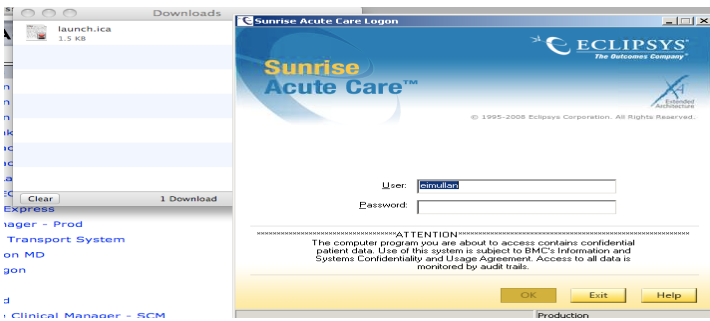 Downloads
launch.ica
1.5 KB
Clear
1 Download
Express
nager - Prod
Transport System
on MD
gon
d
Clinical Manager - SCM
Sunrise Acute Care Logon
ECLIPSYS
The Outcomes Company
Sunrise
Acute Care™
Extended
Architecture
© 1995-2008 Eclipsys Corporation. All Rights Reserved.
User:
eimullan
Password:
ATTENTION
The computer program you are about to access contains confidential
patient data. Use of this system is subject to BMC's Information and
Systems Confidentiality and Usage Agreement. Access to all data is
monitored by audit trails.
OK
Exit
Help
Production